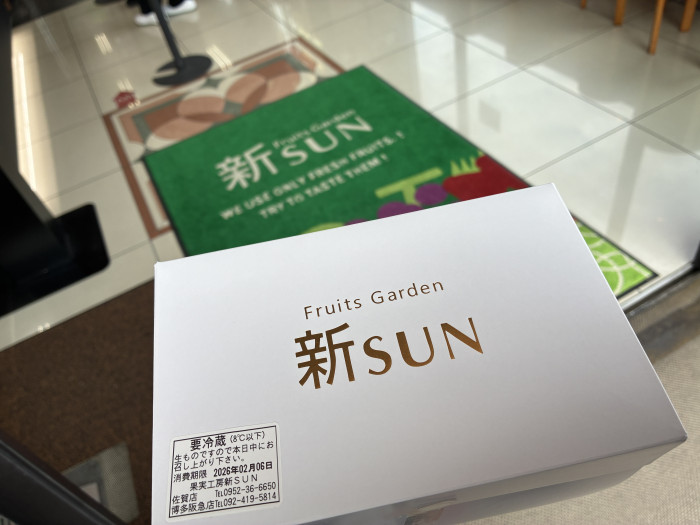 Fruits Garden
新SUN
WE USE ONLY FRESH FRUITS.!
TRY TO TASTE THEM!
Fruits Garden
新SUN
要冷蔵(8℃以下)
生ものですので本日中にお
召し上がり下さい。
消費期限 2026年02月06日
果実工房新SUN
佐賀店 TEL0952-36-6650
博多阪急店TEL092-419-5814